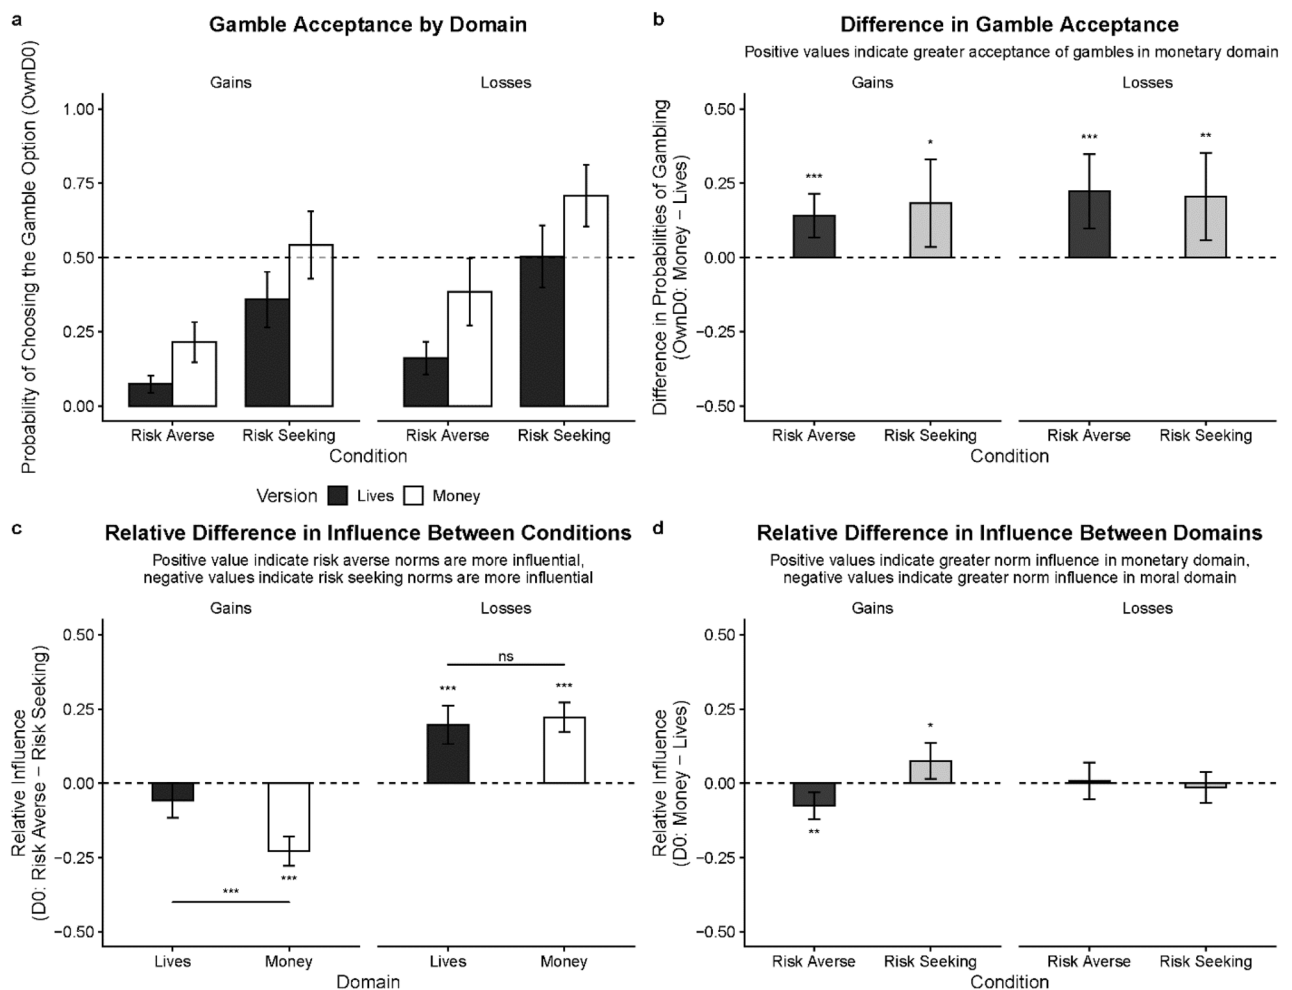 a
Gamble Acceptance by Domain
Gains
Losses
Probability of Choosing the Gamble Option (OwnD0)
1.00
0.75
0.50
0.25
0.00
Risk Averse
Risk Seeking
Risk Averse
Risk Seeking
Condition
Version
Lives
Money
b
Difference in Gamble Acceptance
Positive values indicate greater acceptance of gambles in monetary domain
Gains
Losses
Difference in Probabilities of Gambling
(OwnD0: Money − Lives)
0.50
0.25
0.00
−0.25
−0.50
***
*
***
**
Risk Averse
Risk Seeking
Risk Averse
Risk Seeking
Condition
c
Relative Difference in Influence Between Conditions
Positive value indicate risk averse norms are more influential,
negative values indicate risk seeking norms are more influential
Gains
Losses
Relative Influence
(D0: Risk Averse − Risk Seeking)
0.50
0.25
0.00
−0.25
−0.50
***
***
ns
***
***
Lives
Money
Lives
Money
Domain
d
Relative Difference in Influence Between Domains
Positive values indicate greater norm influence in monetary domain,
negative values indicate greater norm influence in moral domain
Gains
Losses
Relative Influence
(D0: Money − Lives)
0.50
0.25
0.00
−0.25
−0.50
**
*
Risk Averse
Risk Seeking
Risk Averse
Risk Seeking
Condition